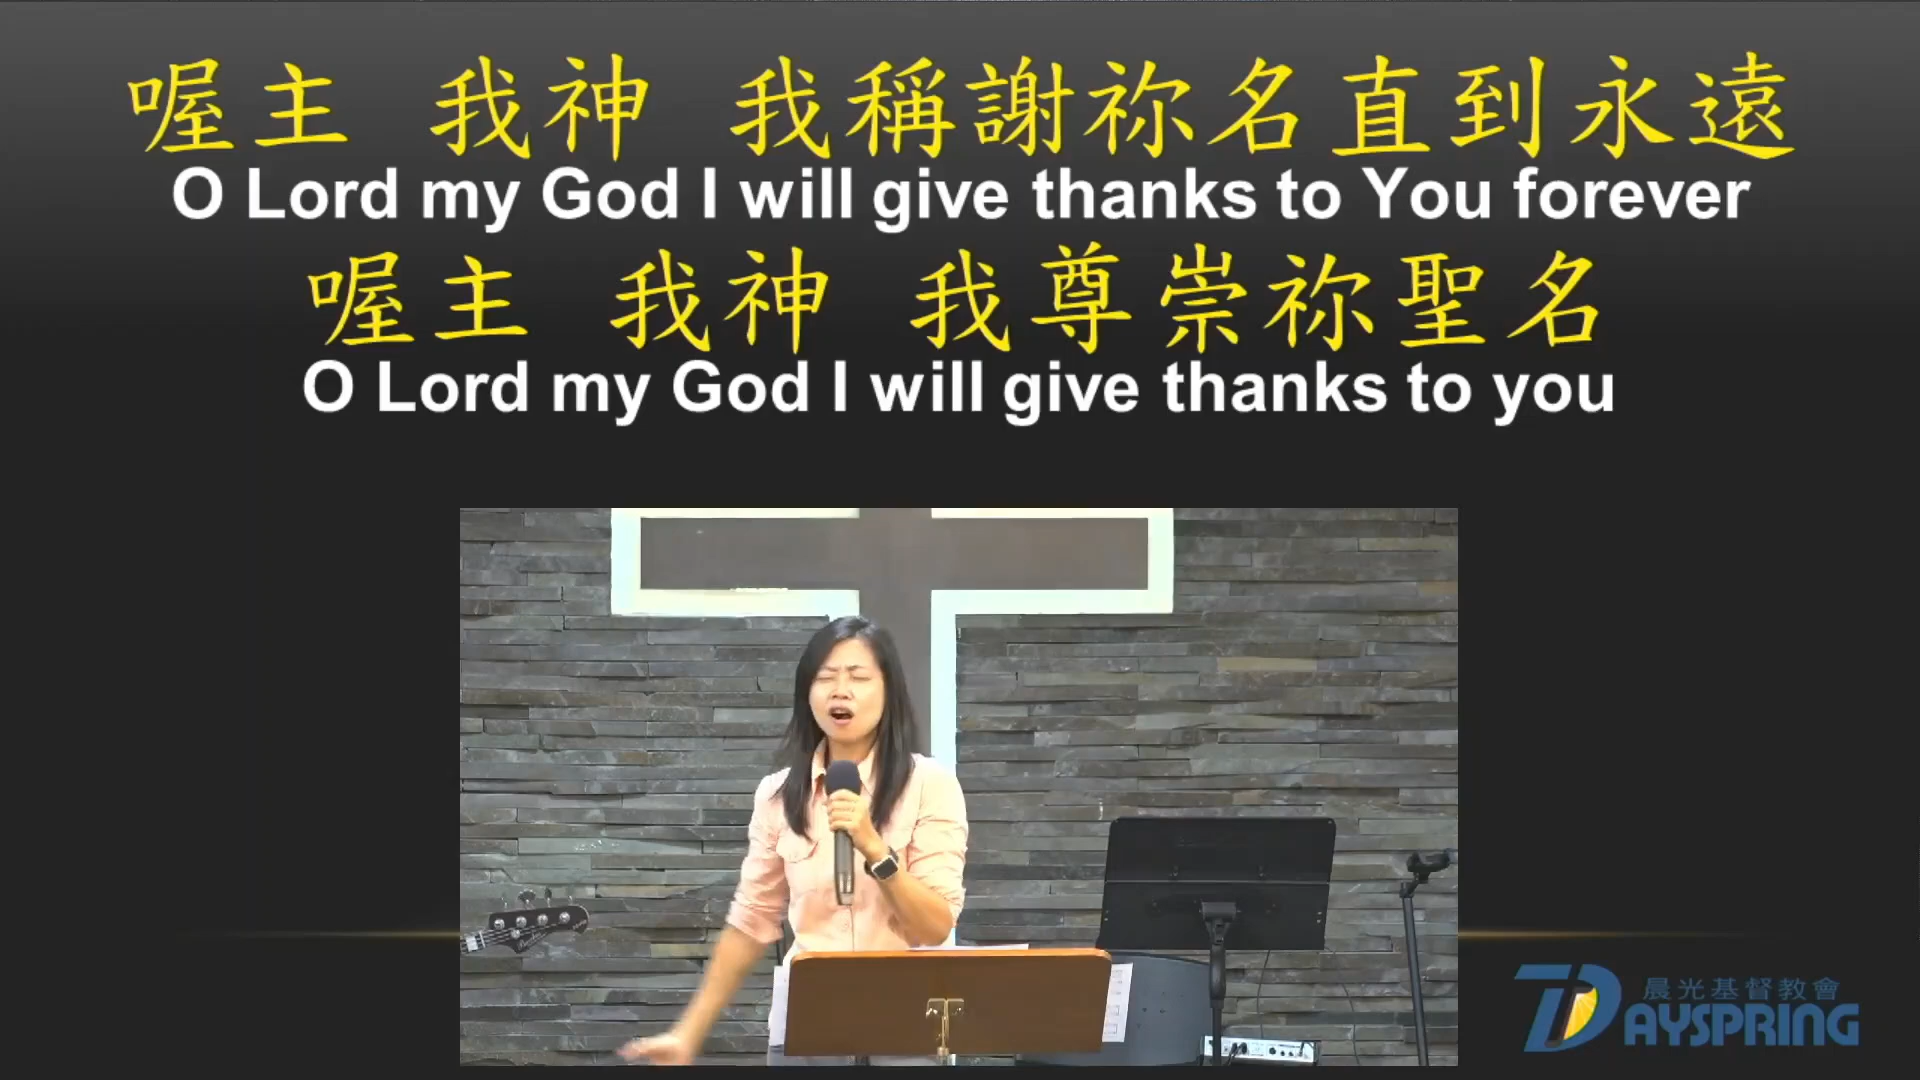 喔主 我神 我稱謝祢名直到永遠
O Lord my God I will give thanks to You forever
喔主 我神 我尊崇祢聖名
O Lord my God I will give thanks to you
晨光基督教會
DAYSPRING